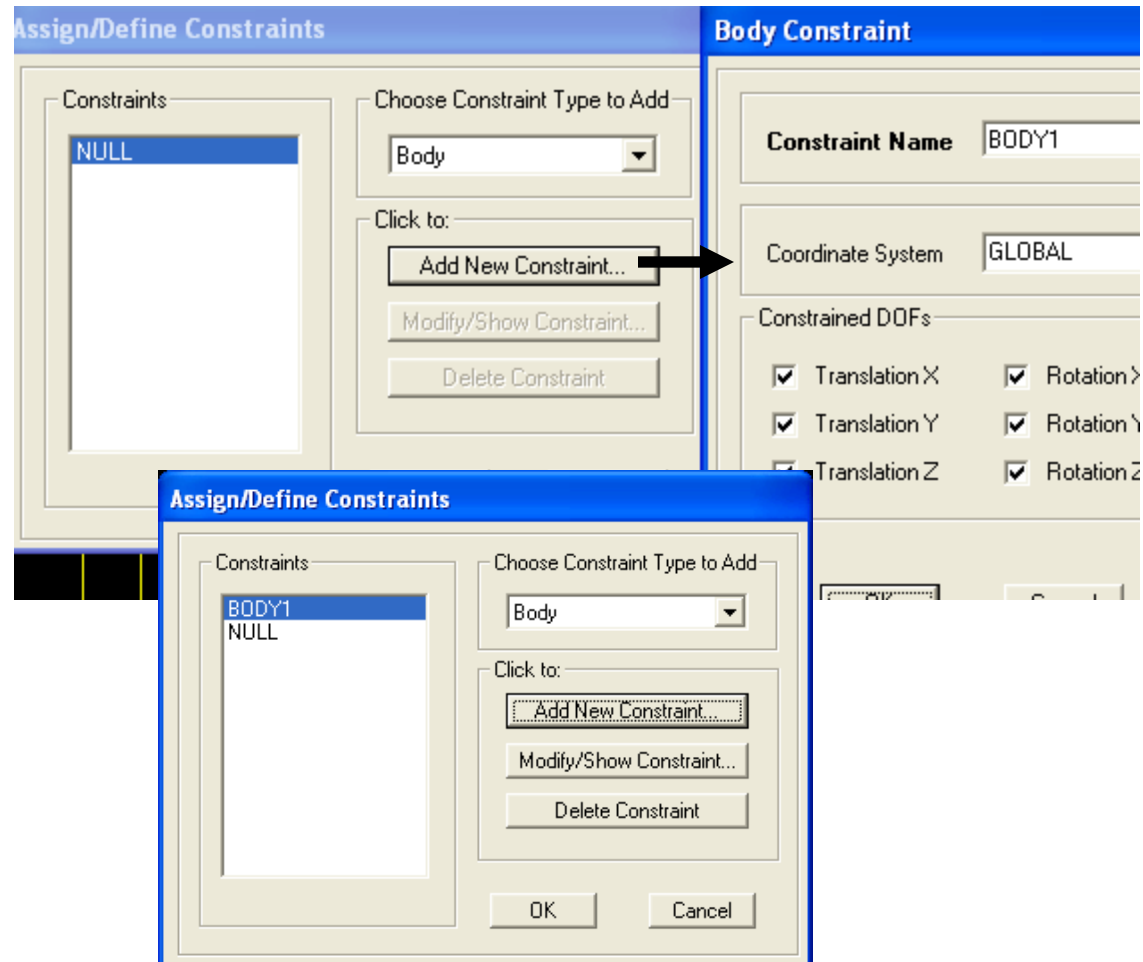 Assign/Define Constraints
Constraints
NULL
Choose Constraint Type to Add
Body
Click to:
Add New Constraint...
Modify/Show Constraint...
Delete Constraint
Body Constraint
Constraint Name BODY1
Coordinate System GLOBAL
Constrained DOFs
Translation X Rotation X
Translation Y Rotation Y
Translation Z Rotation Z
Assign/Define Constraints
Constraints
BODY1
NULL
Choose Constraint Type to Add
Body
Click to:
Add New Constraint...
Modify/Show Constraint...
Delete Constraint
OK Cancel